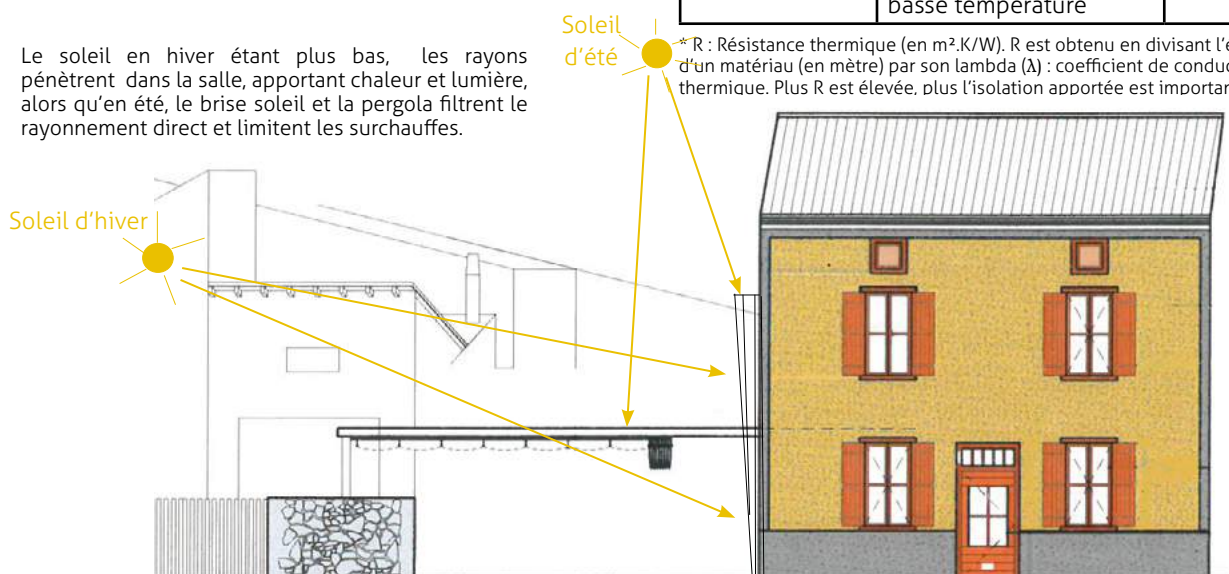 basse température
Soleil
d'été
Le soleil en hiver étant plus bas, les rayons
pénètrent dans la salle, apportant chaleur et lumière,
alors qu'en été, le brise soleil et la pergola filtrent le
rayonnement direct et limitent les surchauffes.
* R : Résistance thermique (en m².K/W). R est obtenu en divisant l'é
d'un matériau (en mètre) par son lambda (λ) : coefficient de conduc
thermique. Plus R est élevée, plus l'isolation apportée est importan
Soleil d'hiver